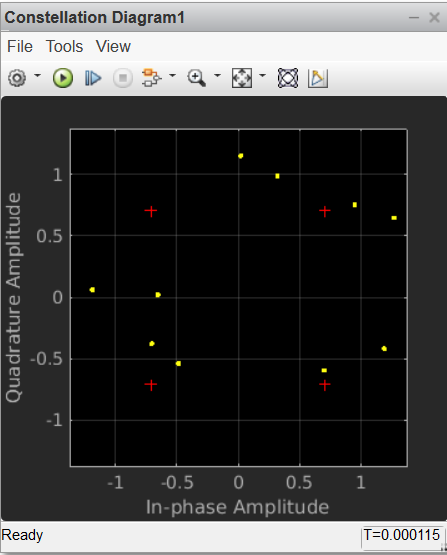 Constellation Diagram1
File Tools View
1
0.5
0
-0.5
-1
Quadrature Amplitude
-1 -0.5 0 0.5 1
In-phase Amplitude
Ready T=0.000115